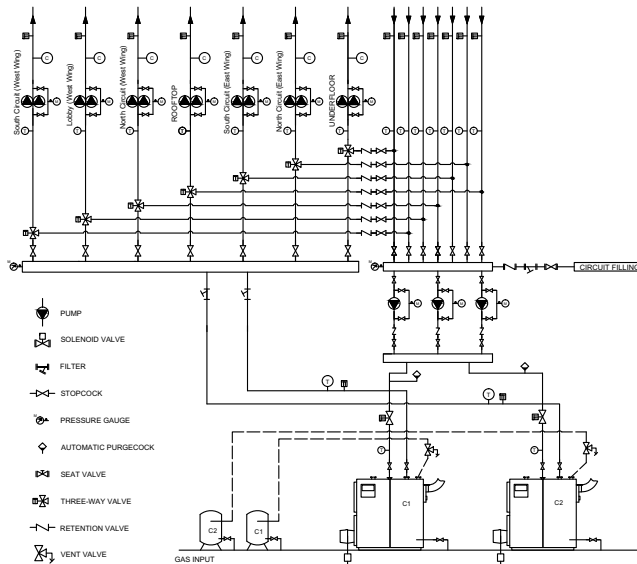 C C C C C C C
South Circuit (West Wing)
Lobby (West Wing)
North Circuit (West Wing)
ROOFTOP
South Circuit (East Wing)
North Circuit (East Wing)
UNDERFLOOR
T T T T T T T T T T T T T T
CIRCUIT FILLING
PUMP
SOLENOID VALVE
FILTER
STOPCOCK
PRESSURE GAUGE
AUTOMATIC PURGECOCK
SEAT VALVE
THREE-WAY VALVE
RETENTION VALVE
VENT VALVE
T T
T T
C1 C2
C2 C1
GAS INPUT